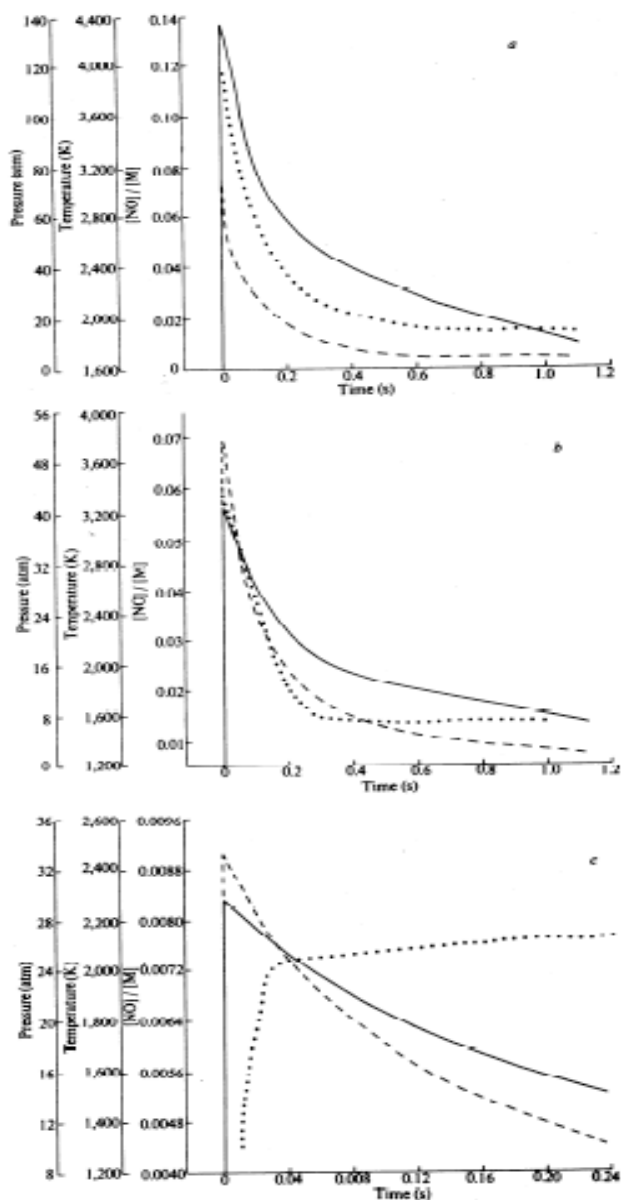 140 4,400 0.14 a
120 4,000 0.12
100 3,600 0.10
80 3,200 0.08
60 2,800 0.06
40 2,400 0.04
20 2,000 0.02
0 1,600 0
Pressure (atm)
Temperature (K)
[NO] / [M]
0 0.2 0.4 0.6 0.8 1.0 1.2
Time (s)
56 4,000 b
48 3,600 0.07
40 3,200 0.06
32 2,800 0.05
24 2,400 0.04
16 2,000 0.03
8 1,600 0.02
0 1,200 0.01
Pressure (atm)
Temperature (K)
[NO] / [M]
0 0.2 0.4 0.6 0.8 1.0 1.2
Time (s)
36 2,600 0.0096 c
32 2,400 0.0088
28 2,200 0.0080
24 2,000 0.0072
20 1,800 0.0064
16 1,600 0.0056
12 1,400 0.0048
8 1,200 0.0040
Pressure (atm)
Temperature (K)
[NO] / [M]
0 0.04 0.08 0.12 0.16 0.20 0.24
Time (s)